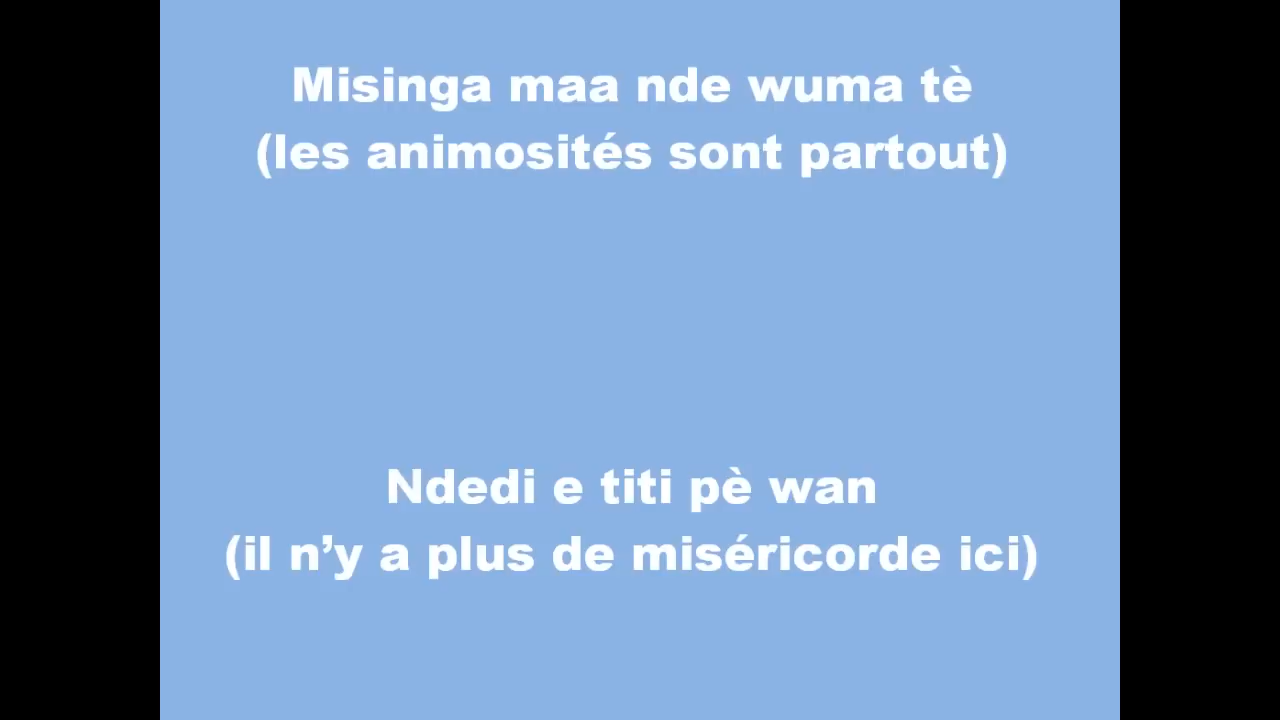 Misinga maa nde wuma tè
(les animosités sont partout)
Ndedi e titi pè wan
(il n’y a plus de miséricorde ici)